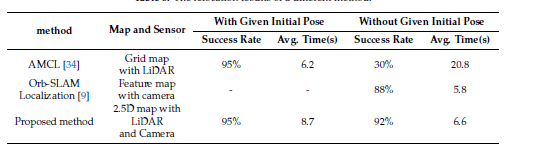 method Map and Sensor With Given Initial Pose Without Given Initial Pose
Success Rate Avg. Time(s) Success Rate Avg. Time(s)
AMCL [34] Grid map with LiDAR 95% 6.2 30% 20.8
Orb-SLAM Localization [9] Feature map with camera - - 88% 5.8
Proposed method 2.5D map with LiDAR and Camera 95% 8.7 92% 6.6